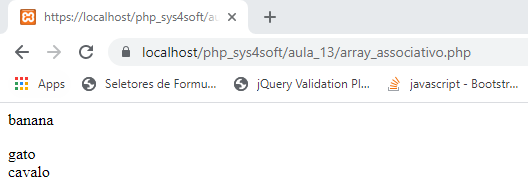 https://localhost/php_sys4soft/au
localhost/php_sys4soft/aula_13/array_associativo.php
Apps
Seletores de Formu...
jQuery Validation Pl...
javascript - Bootstr...
banana
gato
cavalo